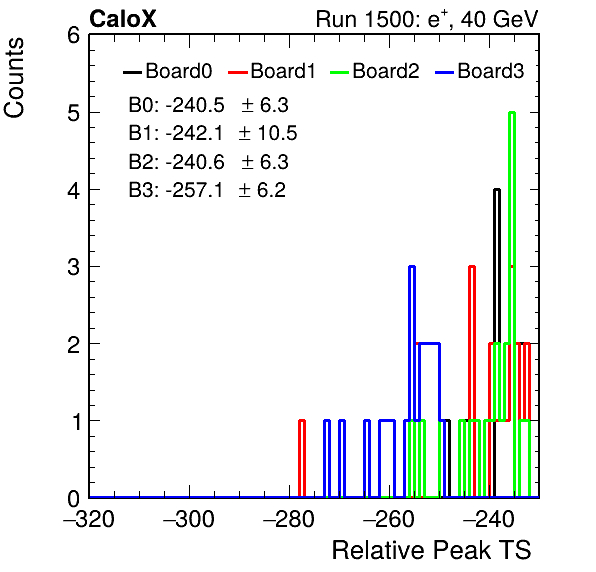 CaloX Run 1500: e+, 40 GeV
Counts
Board0 Board1 Board2 Board3
B0: -240.5 ± 6.3
B1: -242.1 ± 10.5
B2: -240.6 ± 6.3
B3: -257.1 ± 6.2
6
5
4
3
2
1
0
−320 −300 −280 −260 −240
Relative Peak TS